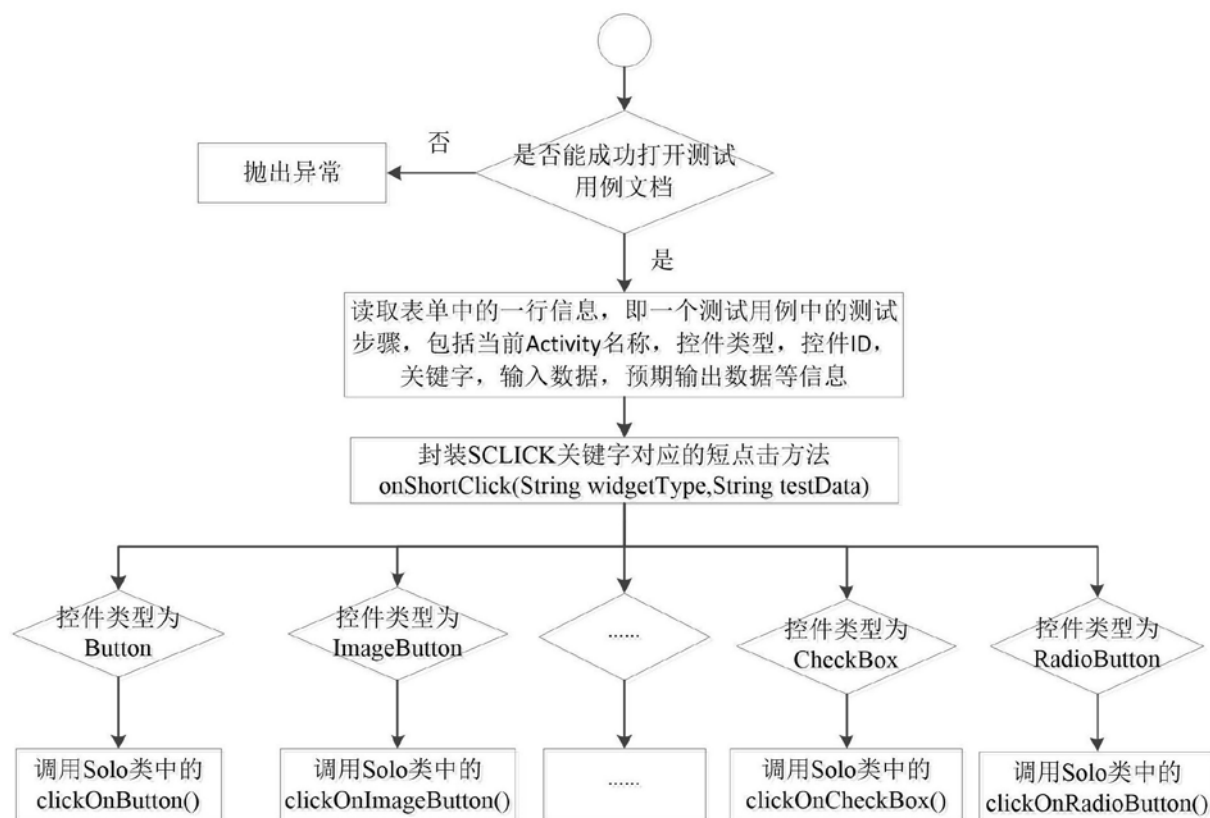 是否能成功打开测试
用例文档
否
抛出异常
是
读取表单中的一行信息，即一个测试用例中的测试
步骤，包括当前Activity名称，控件类型，控件ID，
关键字，输入数据，预期输出数据等信息
封装SCLICK关键字对应的短点击方法
onShortClick(String widgetType,String testData)
控件类型为
Button
控件类型为
ImageButton
......
控件类型为
CheckBox
控件类型为
RadioButton
调用Solo类中的
clickOnButton()
调用Solo类中的
clickOnImageButton()
......
调用Solo类中的
clickOnCheckBox()
调用Solo类中的
clickOnRadioButton()